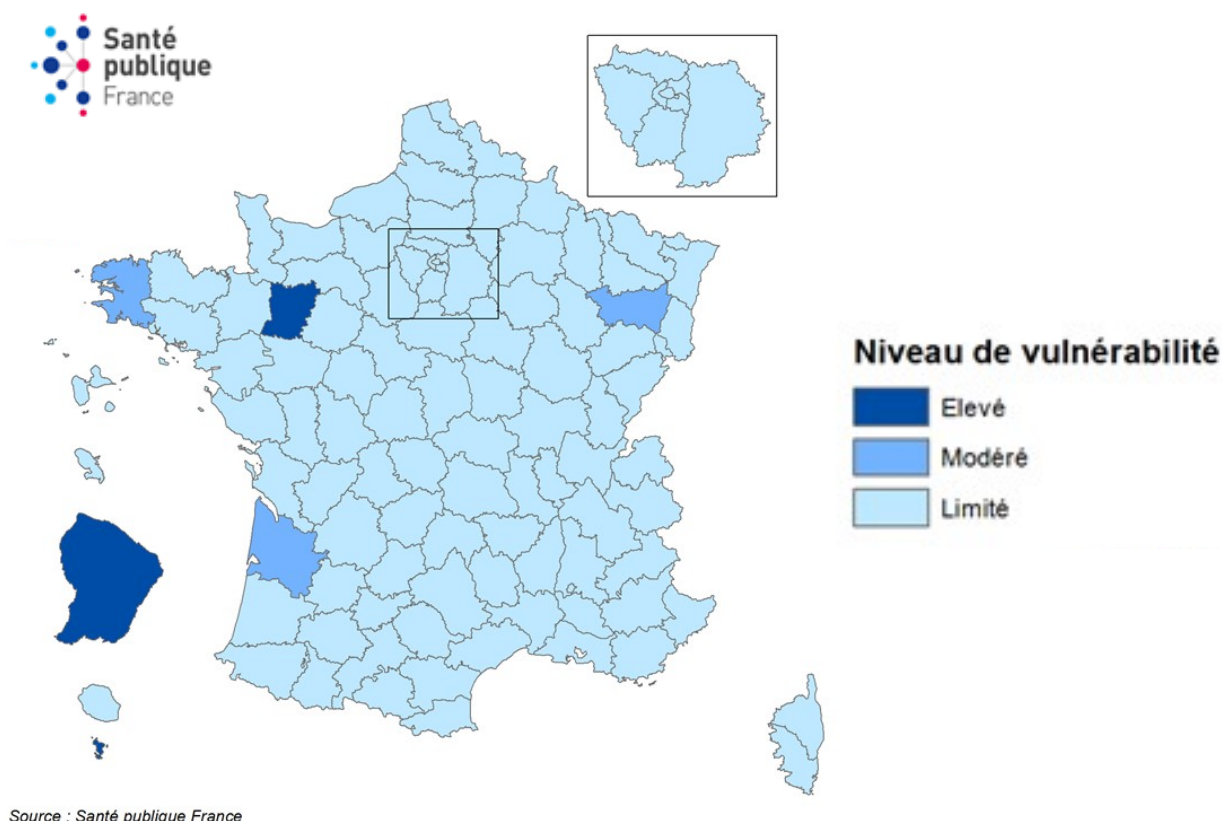 Santé
publique
France
Niveau de vulnérabilité
Elevé
Modéré
Limité
Source : Santé publique France